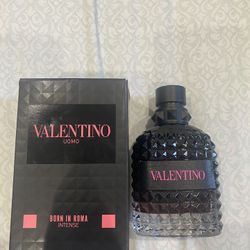 VALENTINO
UOMO
BORN IN ROMA
INTENSE
VALENTINO